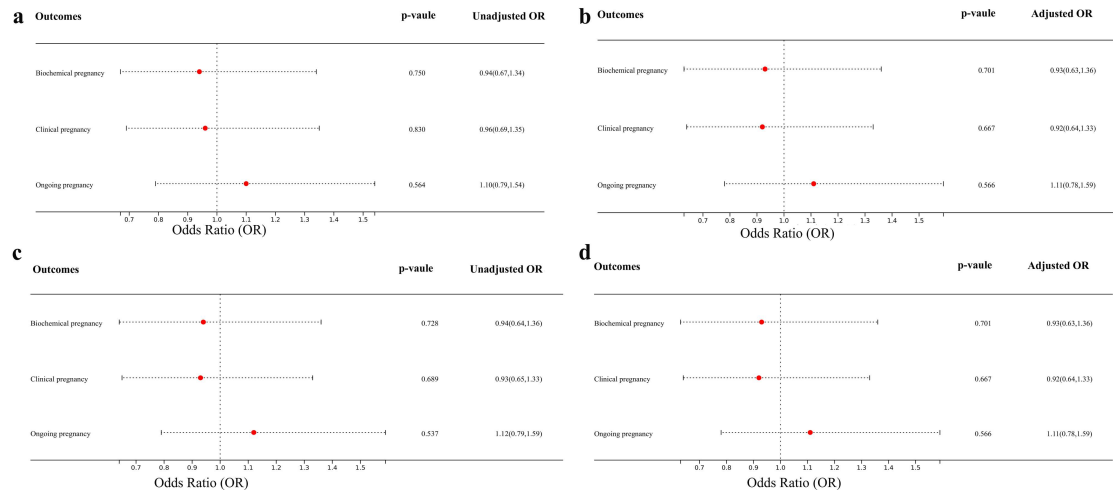 a
Outcomes p-vaule Unadjusted OR
Biochemical pregnancy 0.750 0.94(0.67,1.34)
Clinical pregnancy 0.830 0.96(0.69,1.35)
Ongoing pregnancy 0.564 1.10(0.79,1.54)
0.7 0.8 0.9 1.0 1.1 1.2 1.3 1.4 1.5
Odds Ratio (OR)
b
Outcomes p-vaule Adjusted OR
Biochemical pregnancy 0.701 0.93(0.63,1.36)
Clinical pregnancy 0.667 0.92(0.64,1.33)
Ongoing pregnancy 0.566 1.11(0.78,1.59)
0.7 0.8 0.9 1.0 1.1 1.2 1.3 1.4 1.5
Odds Ratio (OR)
c
Outcomes p-vaule Unadjusted OR
Biochemical pregnancy 0.728 0.94(0.64,1.36)
Clinical pregnancy 0.689 0.93(0.65,1.33)
Ongoing pregnancy 0.537 1.12(0.79,1.59)
0.7 0.8 0.9 1.0 1.1 1.2 1.3 1.4 1.5
Odds Ratio (OR)
d
Outcomes p-vaule Adjusted OR
Biochemical pregnancy 0.701 0.93(0.63,1.36)
Clinical pregnancy 0.667 0.92(0.64,1.33)
Ongoing pregnancy 0.566 1.11(0.78,1.59)
0.7 0.8 0.9 1.0 1.1 1.2 1.3 1.4 1.5
Odds Ratio (OR)